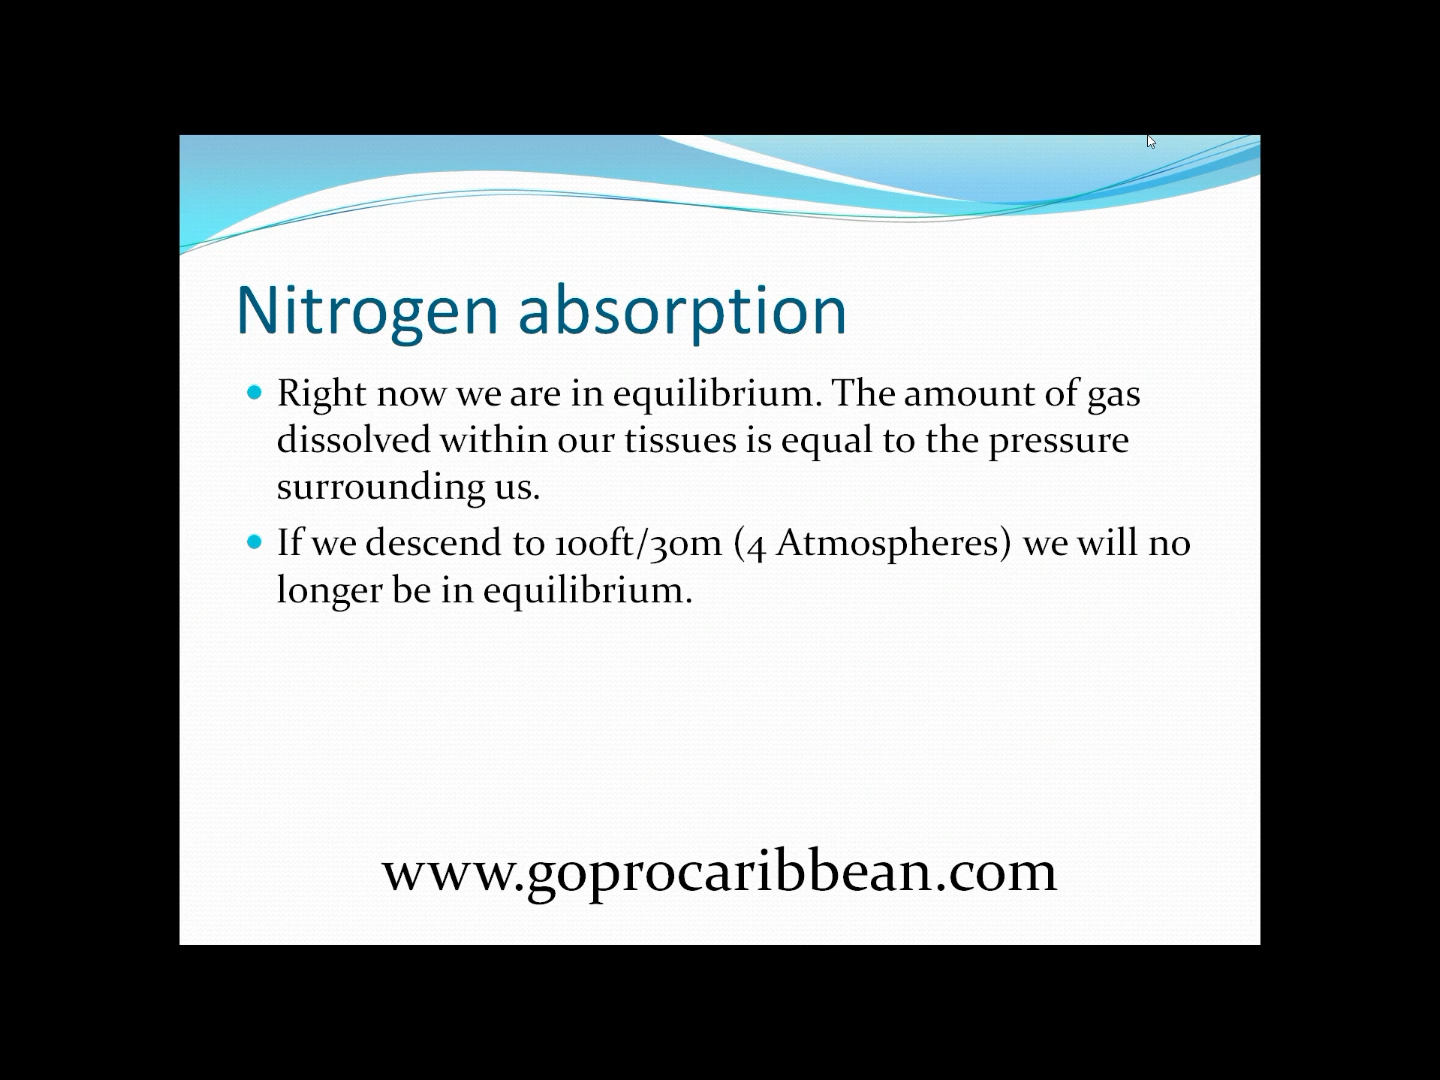 Nitrogen absorption
Right now we are in equilibrium. The amount of gas
dissolved within our tissues is equal to the pressure
surrounding us.
If we descend to 100ft/30m (4 Atmospheres) we will no
longer be in equilibrium.
www.goprocaribbean.com